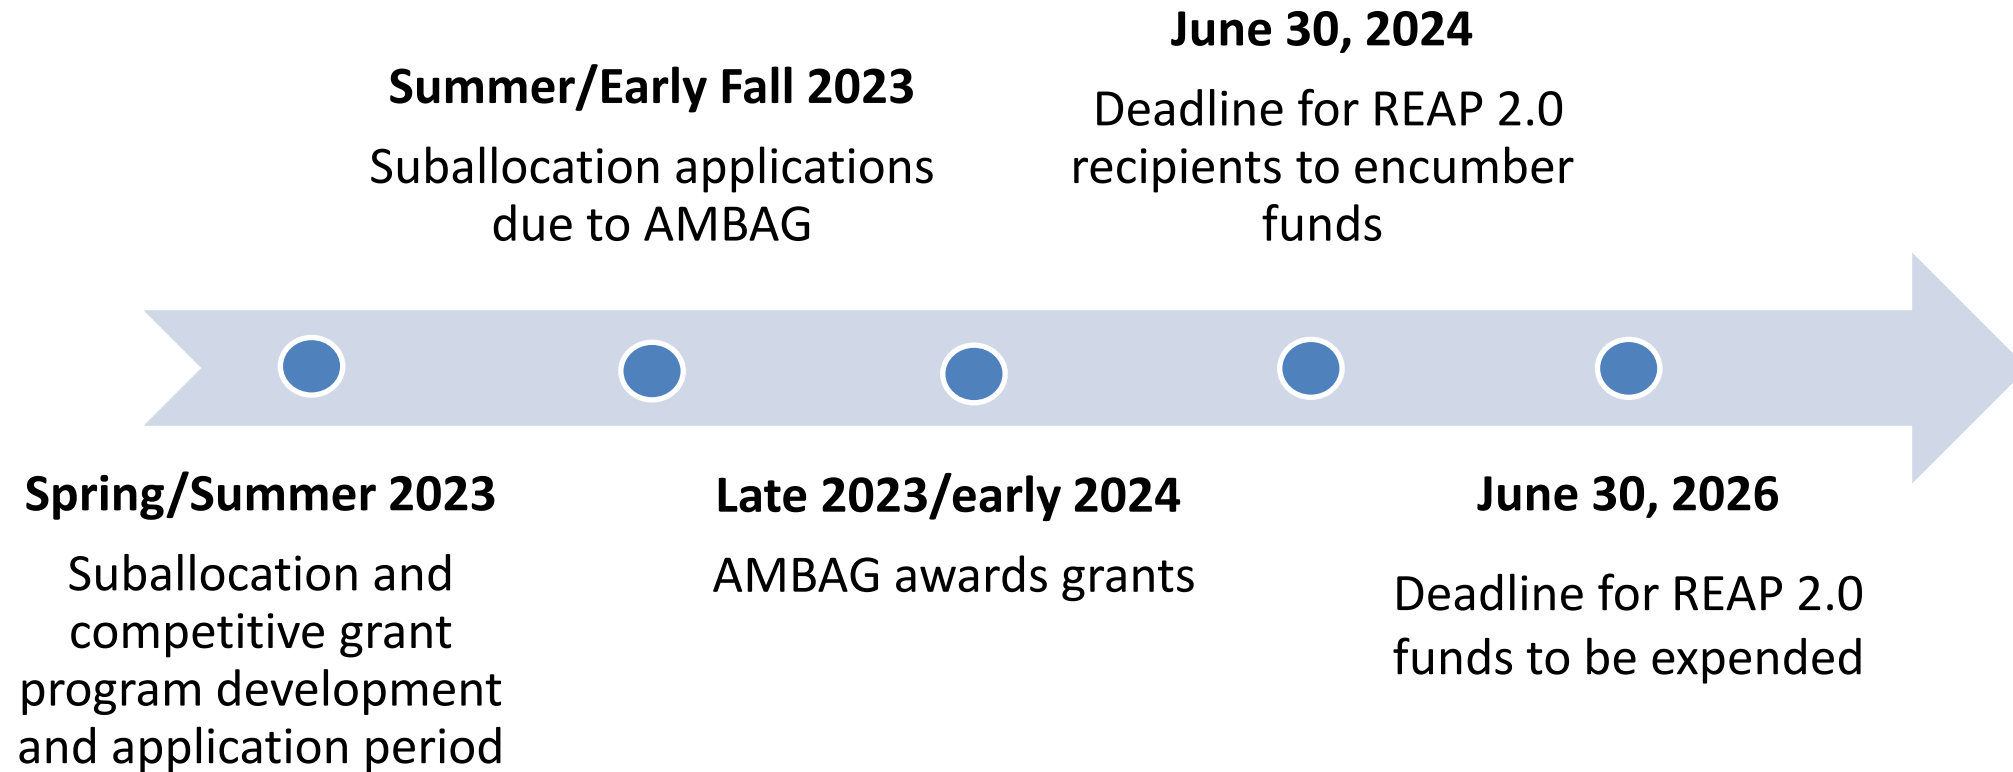 Spring/Summer 2023
Suballocation and
competitive grant
program development
and application period
Summer/Early Fall 2023
Suballocation applications
due to AMBAG
Late 2023/early 2024
AMBAG awards grants
June 30, 2024
Deadline for REAP 2.0
recipients to encumber
funds
June 30, 2026
Deadline for REAP 2.0
funds to be expended